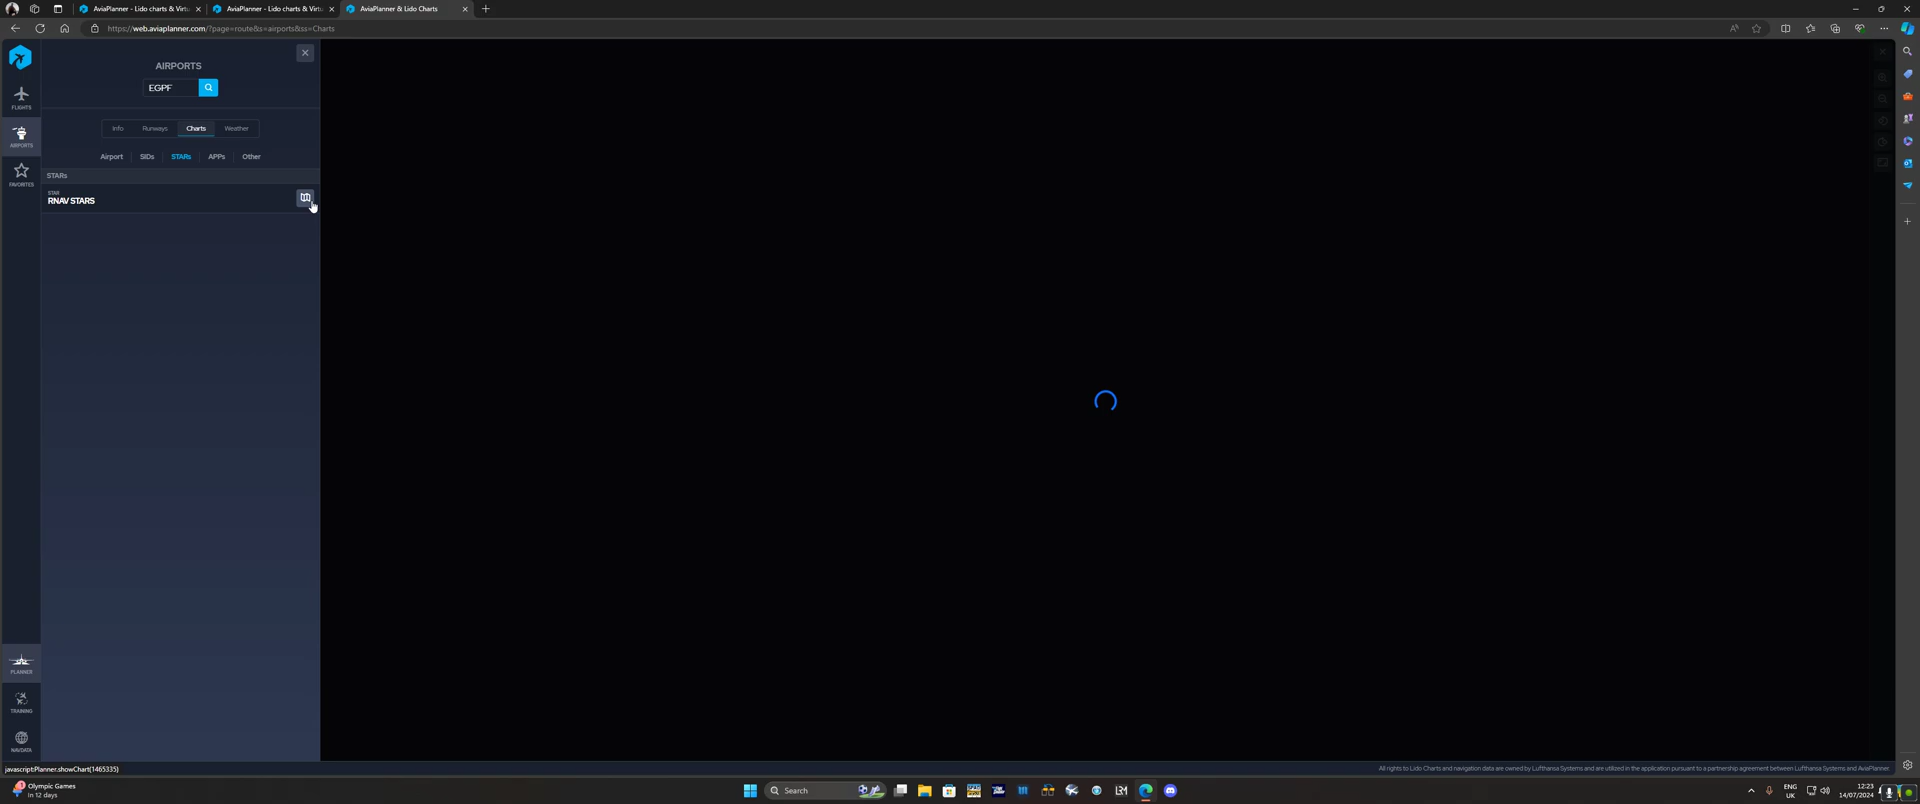 AviaPlanner - Lido charts & Virtu
AviaPlanner - Lido charts & Virtu
AviaPlanner & Lido Charts
https://web.aviaplanner.com/?page=route&s=airports&ss=Charts
AIRPORTS
EGPF
FLIGHTS
Info
Runways
Charts
Weather
AIRPORTS
Airport
SIDs
STARs
APPs
Other
STARs
FAVORITES
STAR
RNAV STARS
PLANNER
TRAINING
NAVDATA
javascript:Planner.showChart(1465335)
All rights to Lido Charts and navigation data are owned by Lufthansa Systems and are utilized in the application pursuant to a partnership agreement between Lufthansa Systems and AviaPlanner.
Olympic Games
In 12 days
Search
ENG
UK
12:23
14/07/2024